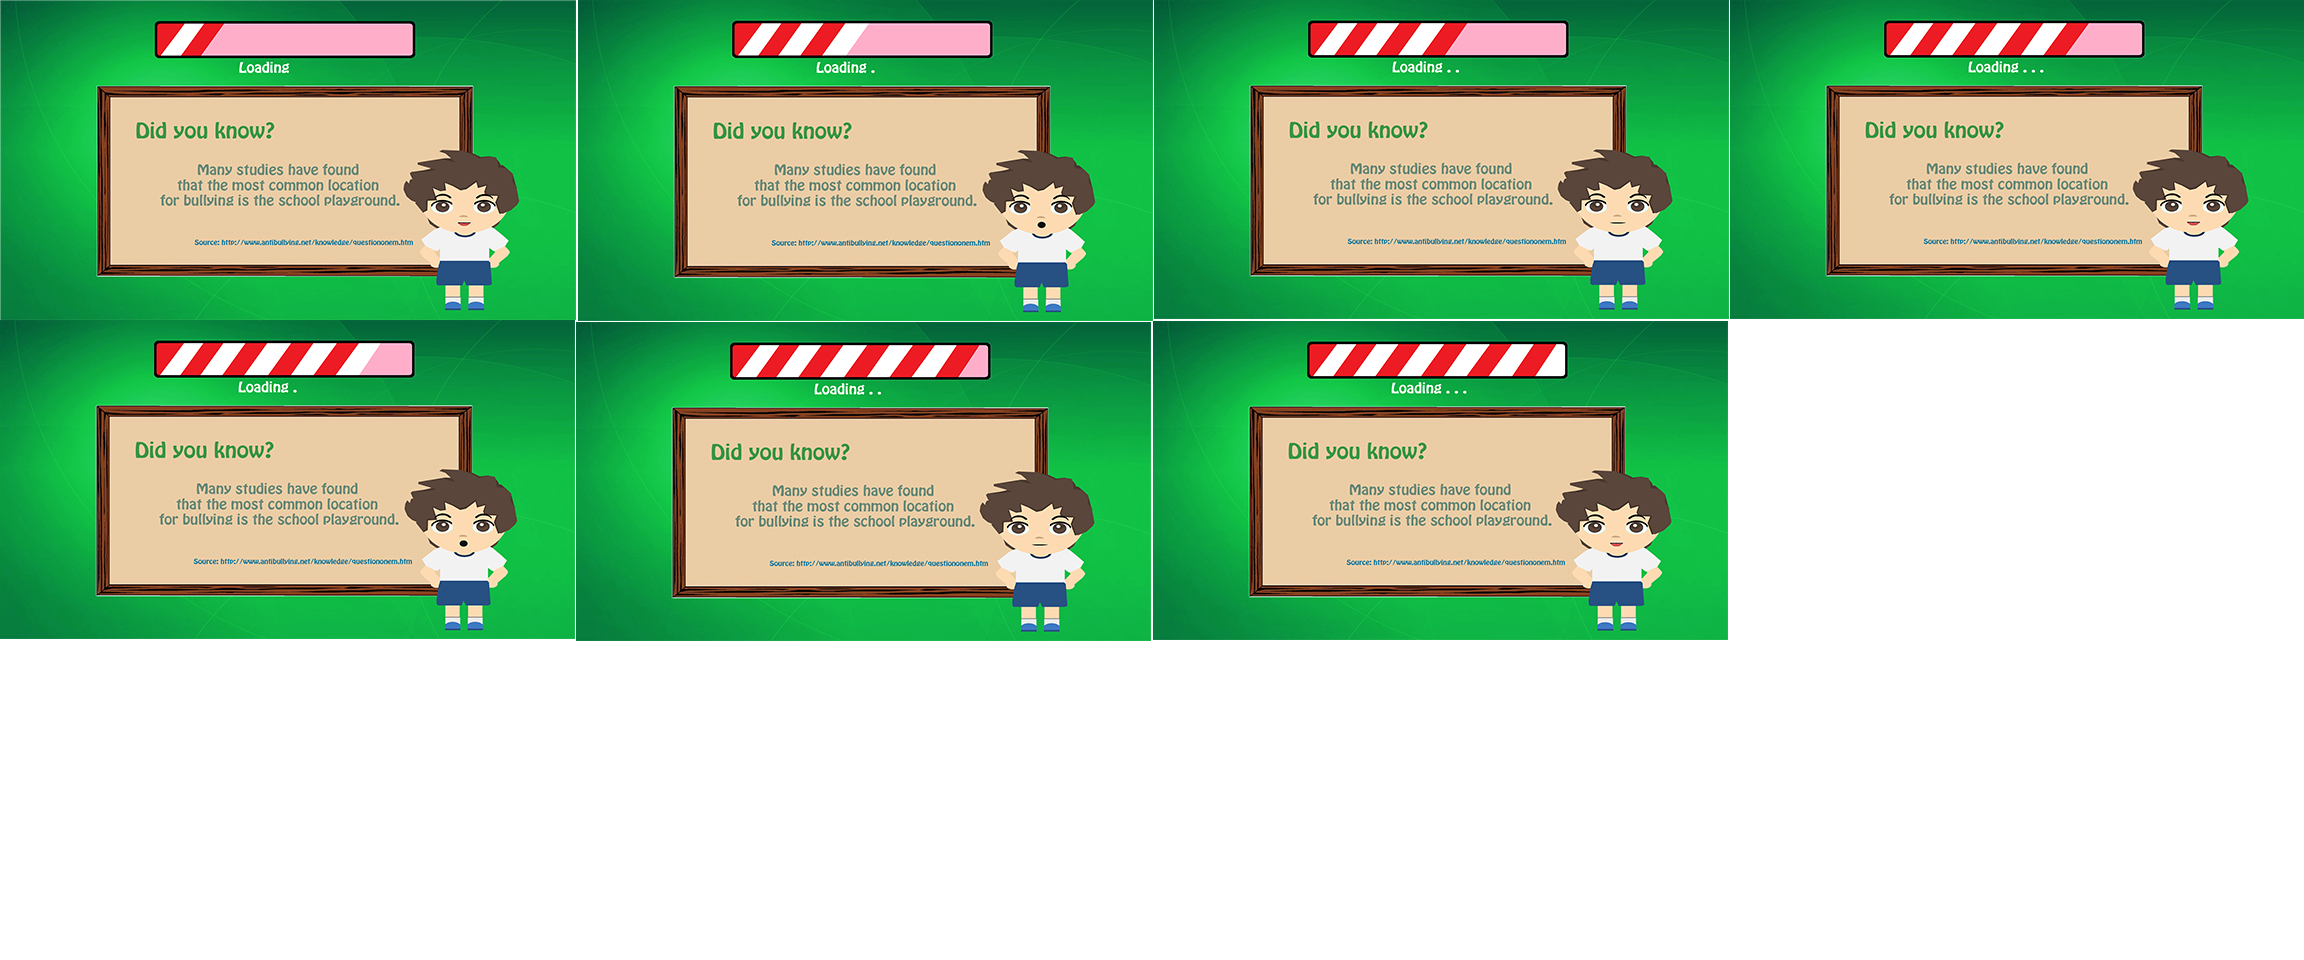 Loading
Did you know?
Many studies have found
that the most common location
for bullying is the school playground.
Source: http://www.antibullying.net/knowledge/questiononem.htm
Loading .
Did you know?
Many studies have found
that the most common location
for bullying is the school playground.
Source: http://www.antibullying.net/knowledge/questiononem.htm
Loading . .
Did you know?
Many studies have found
that the most common location
for bullying is the school playground.
Source: http://www.antibullying.net/knowledge/questiononem.htm
Loading . . .
Did you know?
Many studies have found
that the most common location
for bullying is the school playground.
Source: http://www.antibullying.net/knowledge/questiononem.htm
Loading .
Did you know?
Many studies have found
that the most common location
for bullying is the school playground.
Source: http://www.antibullying.net/knowledge/questiononem.htm
Loading . .
Did you know?
Many studies have found
that the most common location
for bullying is the school playground.
Source: http://www.antibullying.net/knowledge/questiononem.htm
Loading . . .
Did you know?
Many studies have found
that the most common location
for bullying is the school playground.
Source: http://www.antibullying.net/knowledge/questiononem.htm